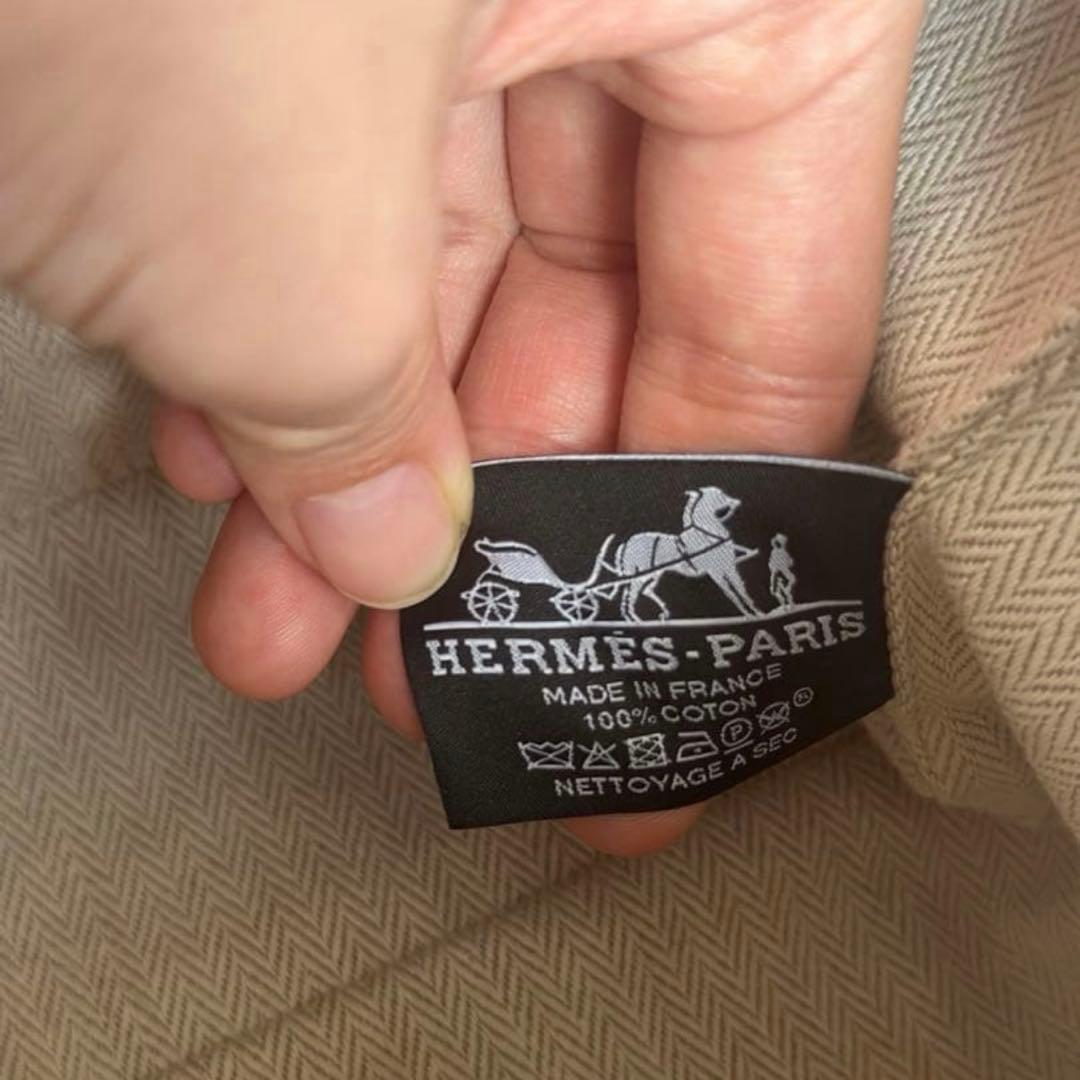 HERMÈS-PARIS
MADE IN FRANCE
100% COTON
P
NETTOYAGE A SEC